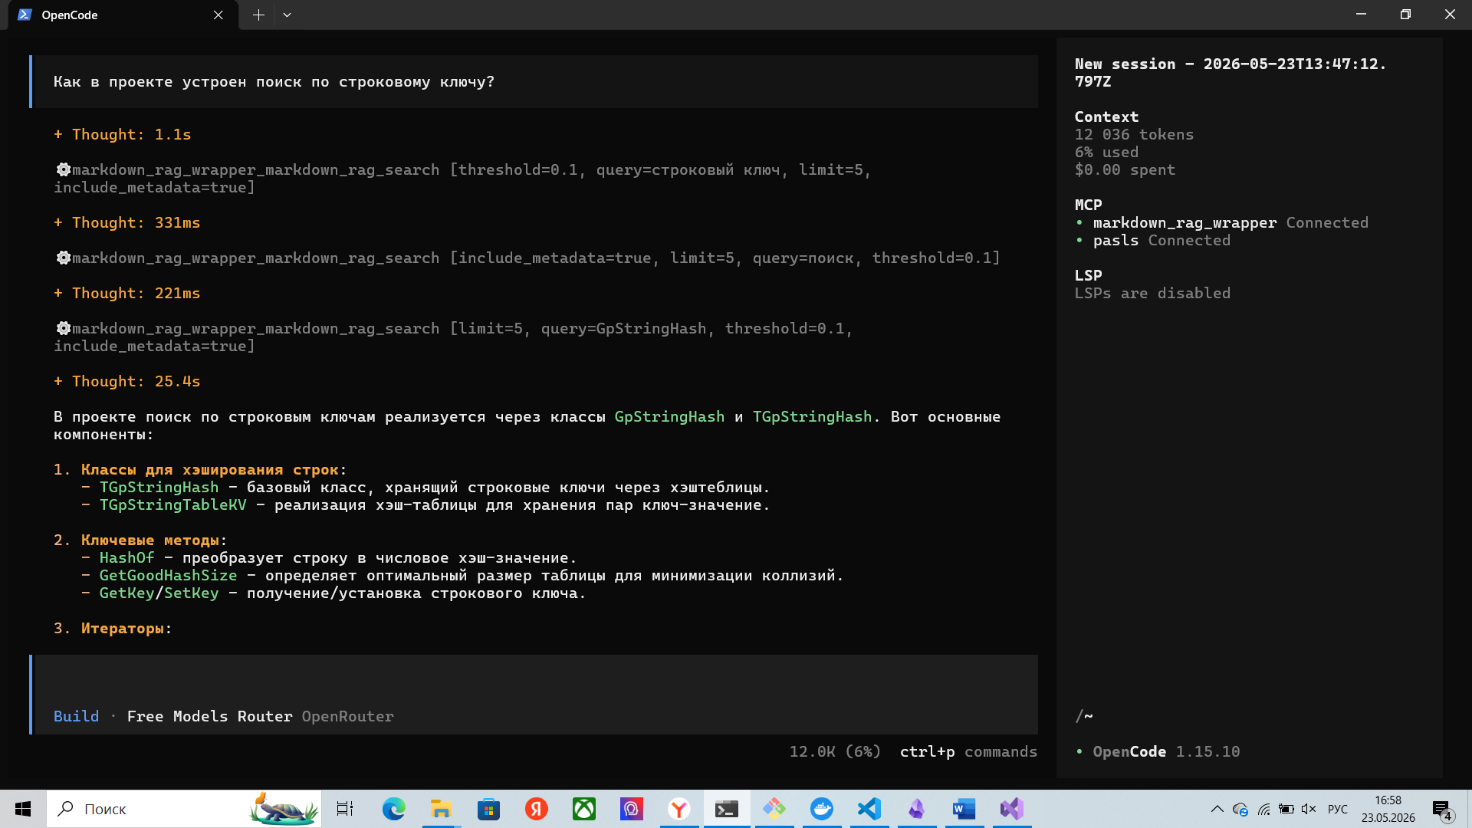 OpenCode
Как в проекте устроен поиск по строковому ключу?
+ Thought: 1.1s
markdown_rag_wrapper_markdown_rag_search [threshold=0.1, query=строковый ключ, limit=5,
include_metadata=true]
+ Thought: 331ms
markdown_rag_wrapper_markdown_rag_search [include_metadata=true, limit=5, query=поиск, threshold=0.1]
+ Thought: 221ms
markdown_rag_wrapper_markdown_rag_search [limit=5, query=GpStringHash, threshold=0.1,
include_metadata=true]
+ Thought: 25.4s
В проекте поиск по строковым ключам реализуется через классы GpStringHash и TGpStringHash. Вот основные
компоненты:
1. Классы для хэширования строк:
- TGpStringHash - базовый класс, хранящий строковые ключи через хэштеблицы.
- TGpStringTableKV - реализация хэш-таблицы для хранения пар ключ-значение.
2. Ключевые методы:
- HashOf - преобразует строку в числовое хэш-значение.
- GetGoodHashSize - определяет оптимальный размер таблицы для минимизации коллизий.
- GetKey/SetKey - получение/установка строкового ключа.
3. Итераторы:
Build · Free Models Router OpenRouter
12.0K (6%) ctrl+p commands
New session - 2026-05-23T13:47:12.
797Z
Context
12 036 tokens
6% used
$0.00 spent
MCP
• markdown_rag_wrapper Connected
• pasls Connected
LSP
LSPs are disabled
/~
• OpenCode 1.15.10
Поиск
РУС
16:58
23.05.2026
4